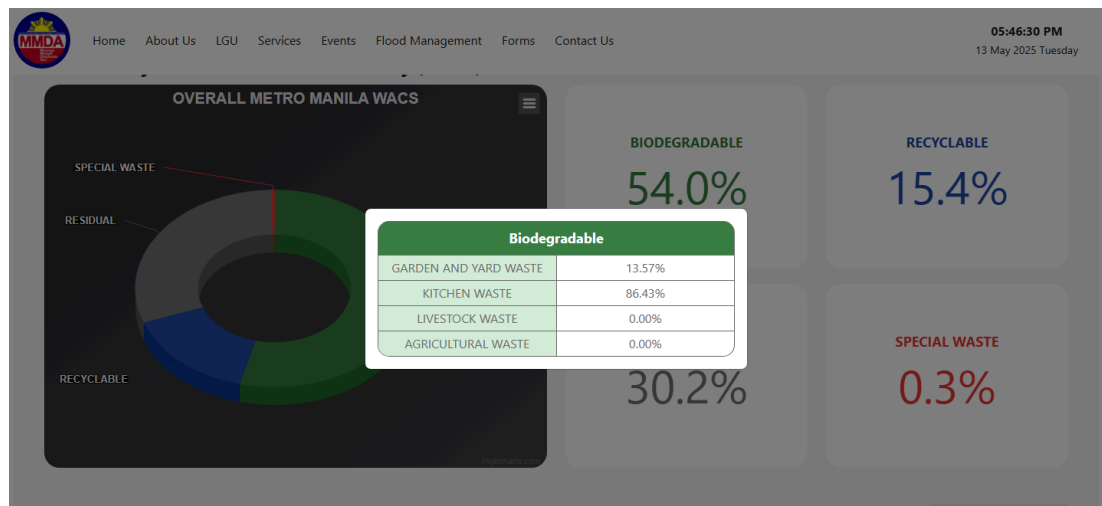 MMDA
Home About Us LGU Services Events Flood Management Forms Contact Us
05:46:30 PM
13 May 2025 Tuesday
OVERALL METRO MANILA WACS
SPECIAL WASTE
RESIDUAL
RECYCLABLE
highcharts.com
BIODEGRADABLE
54.0%
RECYCLABLE
15.4%
Biodegradable
GARDEN AND YARD WASTE 13.57%
KITCHEN WASTE 86.43%
LIVESTOCK WASTE 0.00%
AGRICULTURAL WASTE 0.00%
30.2%
SPECIAL WASTE
0.3%